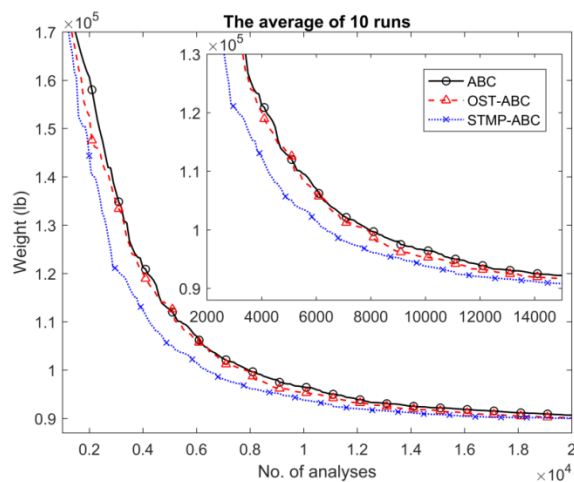 The average of 10 runs
×10⁵
1.7
1.6
1.5
1.4
1.3
1.2
1.1
1
0.9
Weight (lb)
×10⁵
1.3
1.2
1.1
1
0.9
2000 4000 6000 8000 10000 12000 14000
ABC
OST-ABC
STMP-ABC
0.2 0.4 0.6 0.8 1 1.2 1.4 1.6 1.8 20
No. of analyses
×10⁴